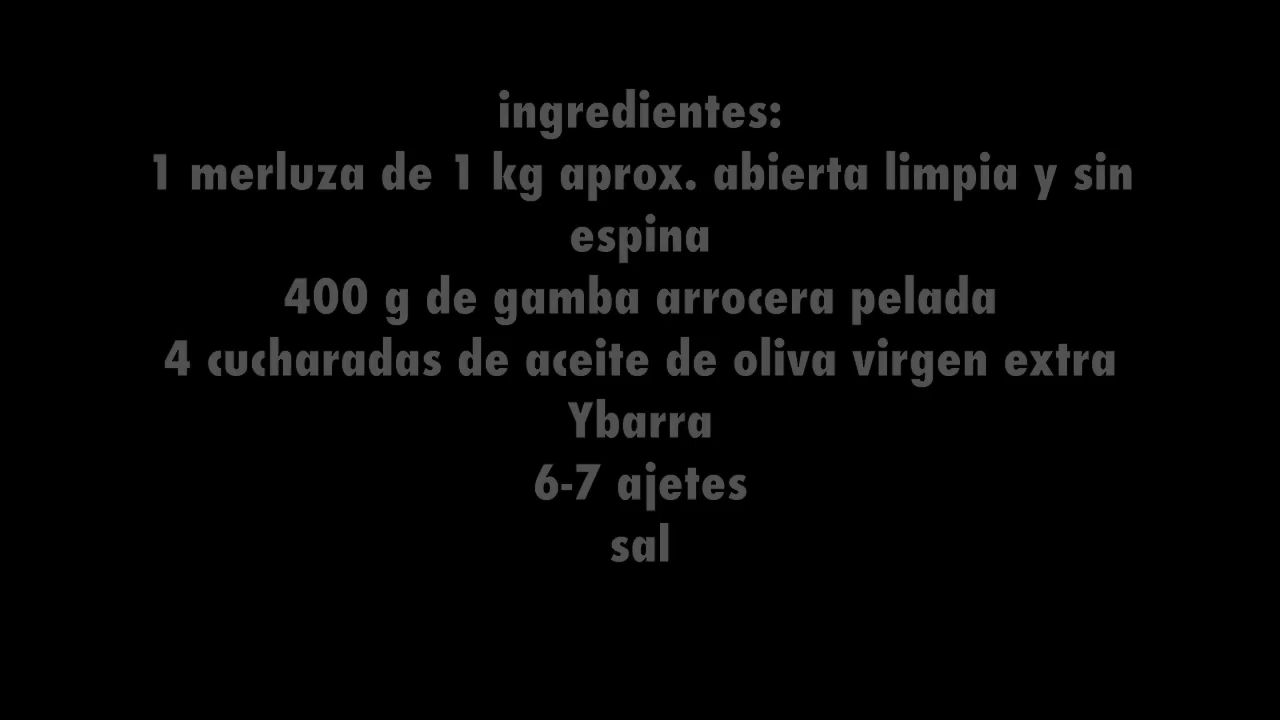 ingredientes:
1 merluza de 1 kg aprox. abierta limpia y sin
espina
400 g de gamba arrocera pelada
4 cucharadas de aceite de oliva virgen extra
Ybarra
6-7 ajetes
sal